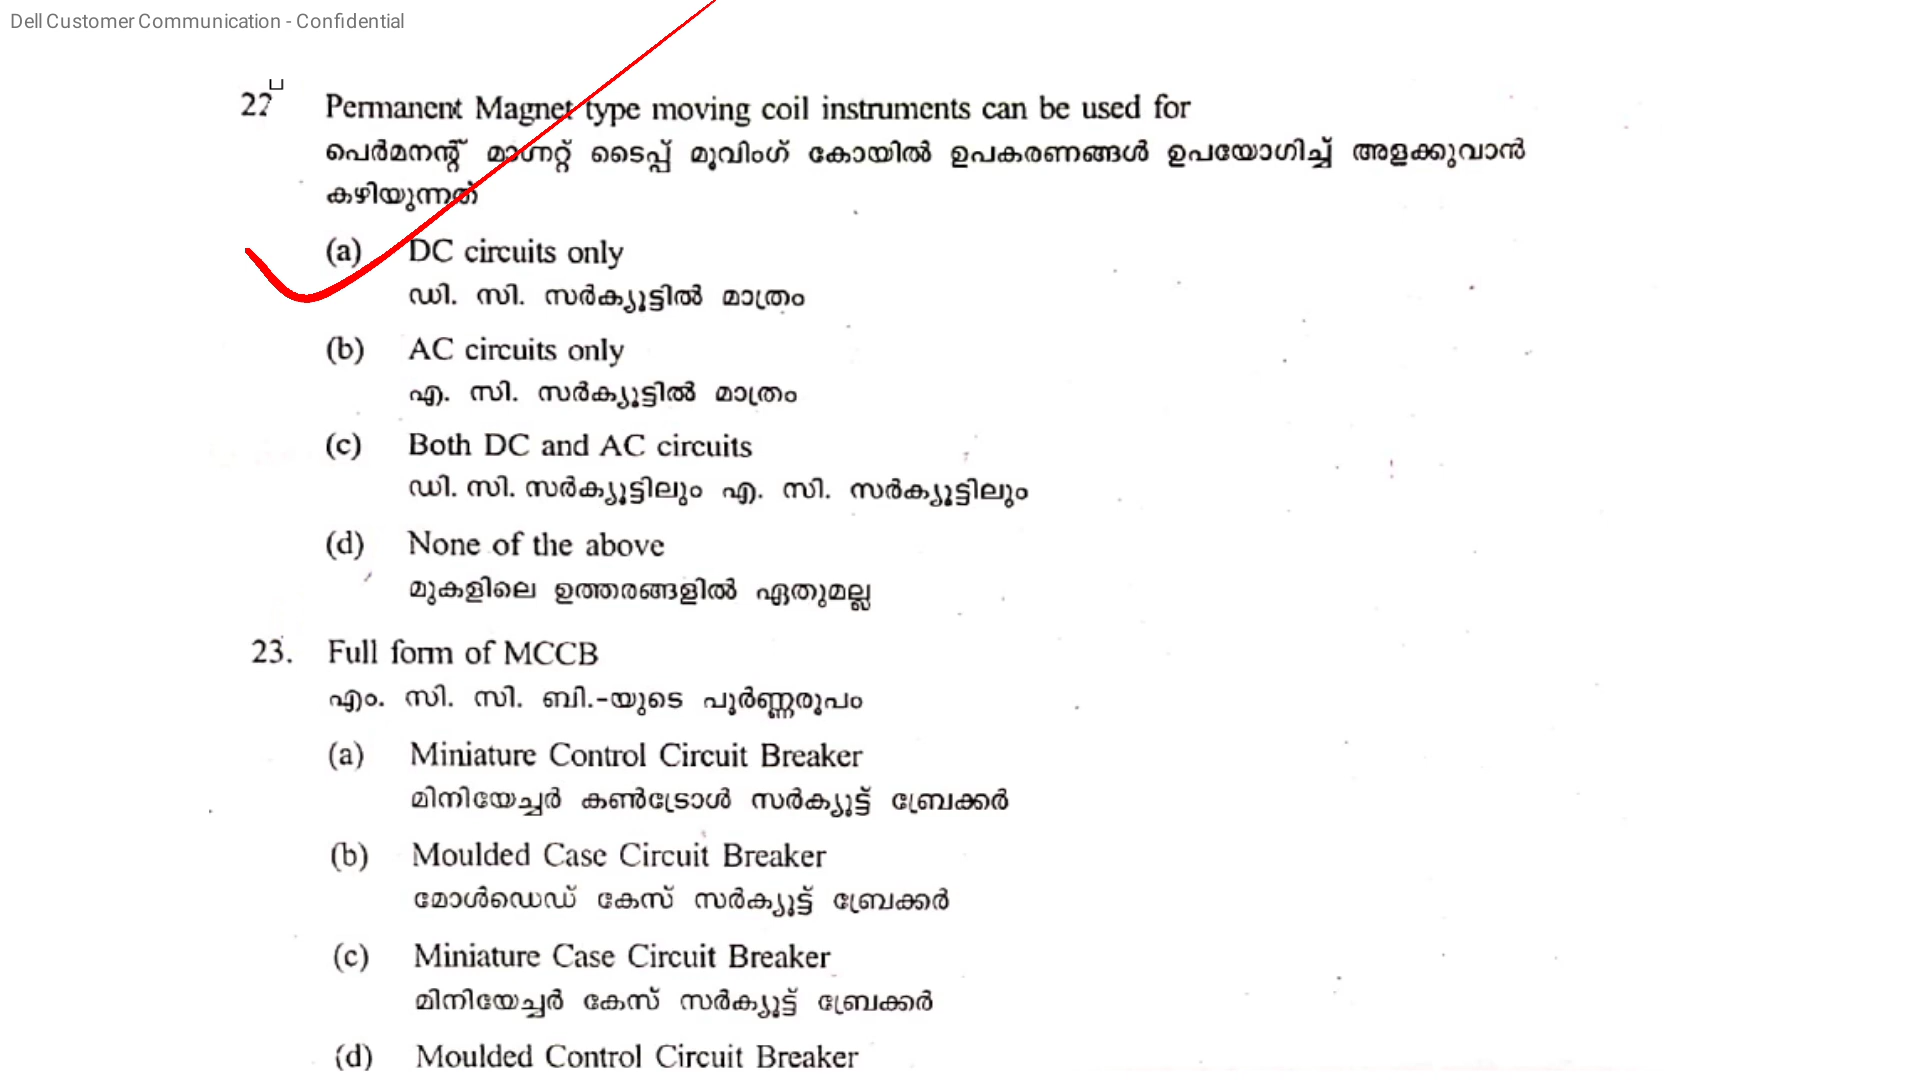 Dell Customer Communication - Confidential
22 Permanent Magnet type moving coil instruments can be used for
പെർമനന്റ് മാഗ്നറ്റ് ടൈപ്പ് മൂവിംഗ് കോയിൽ ഉപകരണങ്ങൾ ഉപയോഗിച്ച് അളക്കുവാൻ
കഴിയുന്നത്
(a) DC circuits only
ഡി. സി. സർക്യൂട്ടിൽ മാത്രം
(b) AC circuits only
എ. സി. സർക്യൂട്ടിൽ മാത്രം
(c) Both DC and AC circuits
ഡി. സി. സർക്യൂട്ടിലും എ. സി. സർക്യൂട്ടിലും
(d) None of the above
മുകളിലെ ഉത്തരങ്ങളിൽ ഏതുമല്ല
23. Full form of MCCB
എം. സി. സി. ബി.-യുടെ പൂർണ്ണരൂപം
(a) Miniature Control Circuit Breaker
മിനിയേച്ചർ കൺട്രോൾ സർക്യൂട്ട് ബ്രേക്കർ
(b) Moulded Case Circuit Breaker
മോൾഡെഡ് കേസ് സർക്യൂട്ട് ബ്രേക്കർ
(c) Miniature Case Circuit Breaker
മിനിയേച്ചർ കേസ് സർക്യൂട്ട് ബ്രേക്കർ
(d) Moulded Control Circuit Breaker